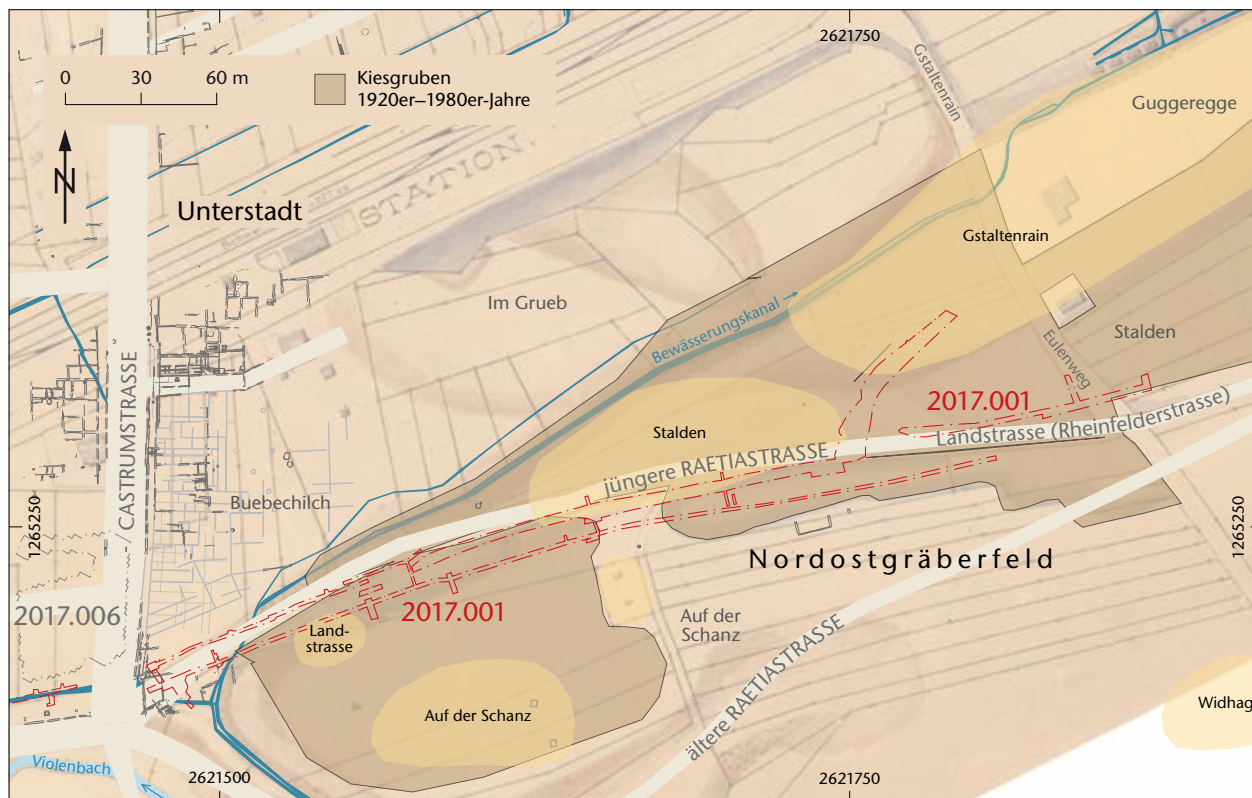 2621750
0 30 60 m
Kiesgruben
1920er–1980er-Jahre
Gstaltenrain
Guggeregge
N
STATION.
Unterstadt
Gstaltenrain
Im Grueb
Bewässerungskanal →
Stalden
Eulenweg
CASTRUMSTRASSE
2017.001
Stalden
Landstrasse (Rheinfelderstrasse)
jüngere RAETIASTRASSE
Buebechilch
1265250
1265250
Nordostgräberfeld
2017.006
2017.001
Auf der
Schanz
Land-
strasse
ältere RAETIASTRASSE
Auf der Schanz
Widhag
Violenbach
2621500
2621750